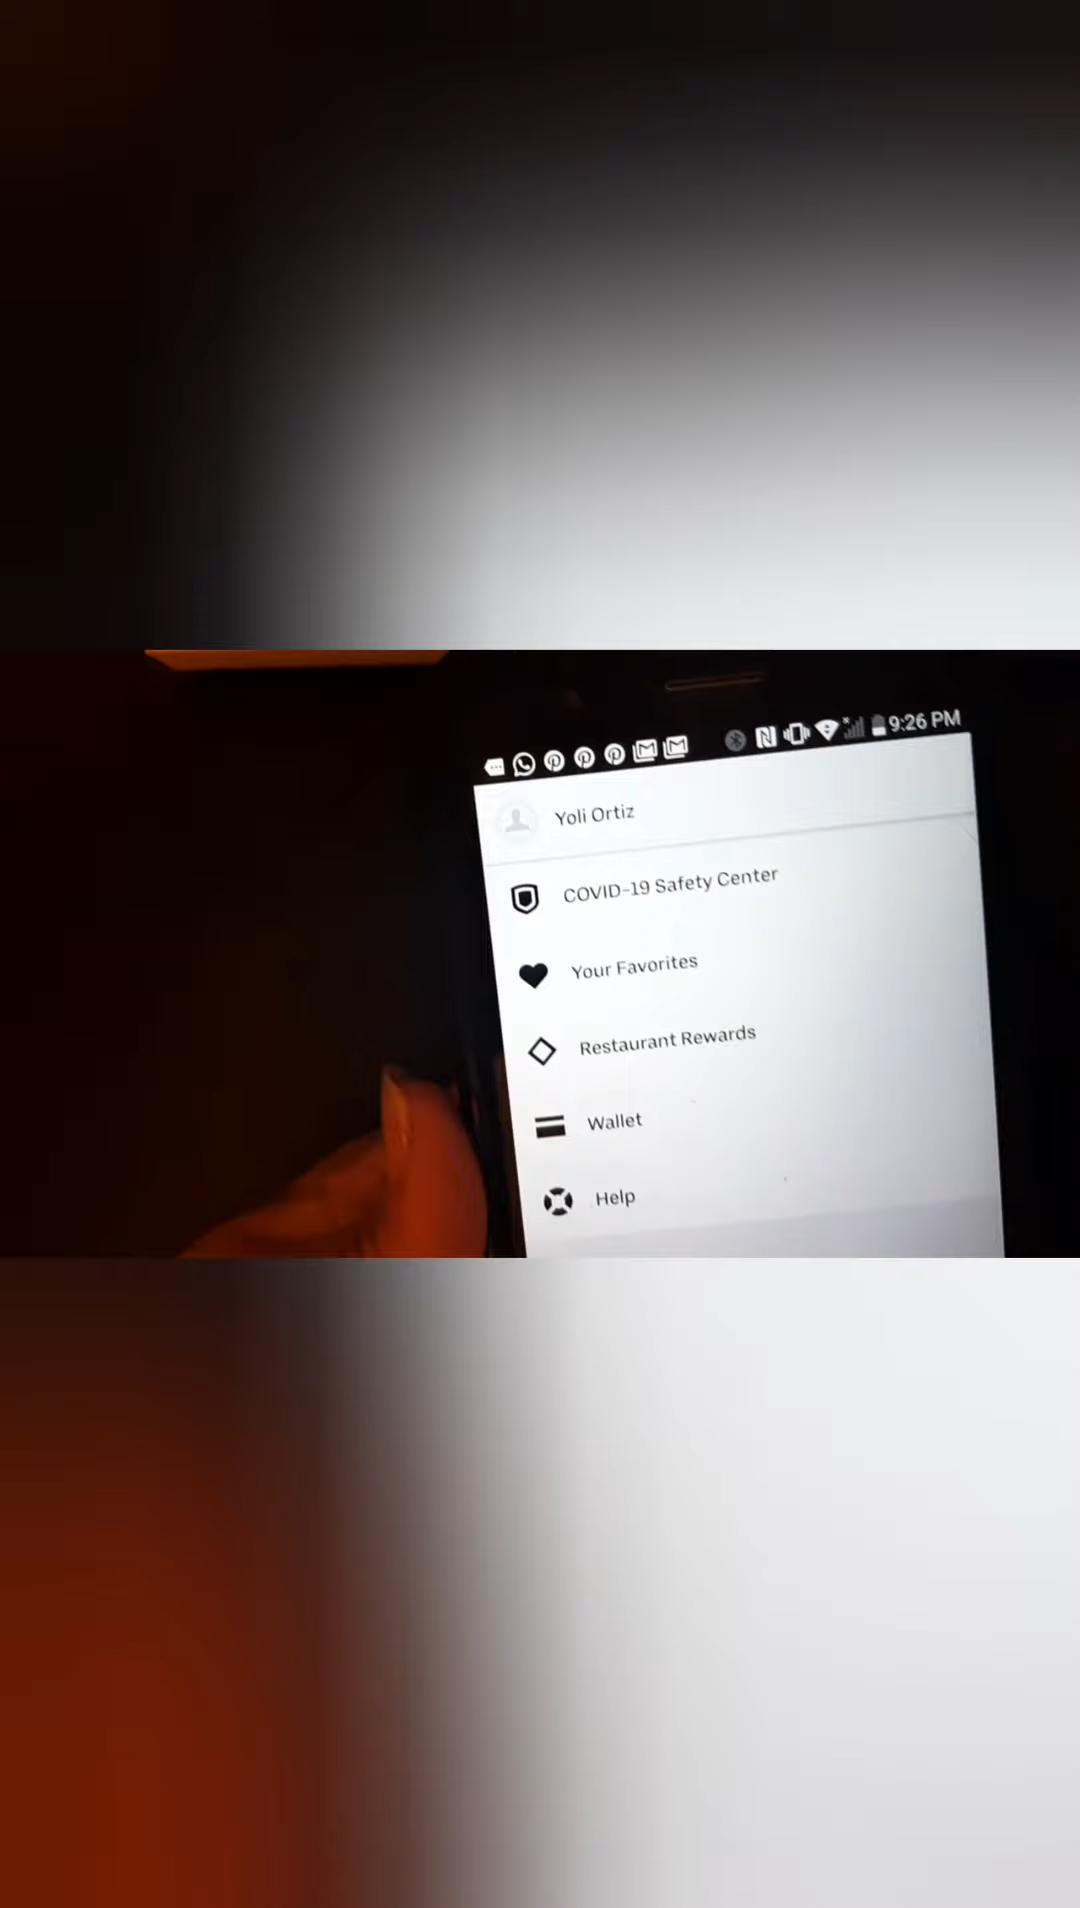 9:26 PM
Yoli Ortiz
COVID-19 Safety Center
Your Favorites
Restaurant Rewards
Wallet
Help